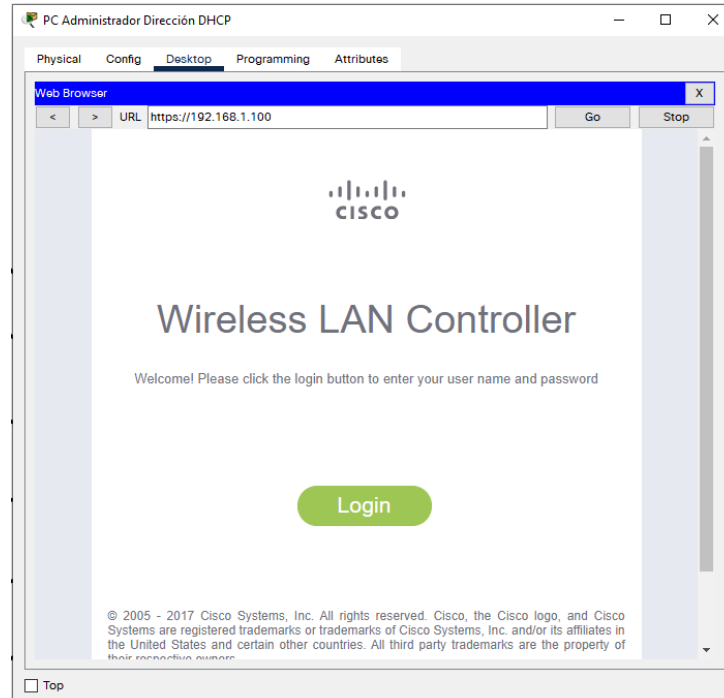 PC Administrador Dirección DHCP
Physical Config Desktop Programming Attributes
Web Browser X
< > URL https://192.168.1.100 Go Stop
CISCO
Wireless LAN Controller
Welcome! Please click the login button to enter your user name and password
Login
© 2005 - 2017 Cisco Systems, Inc. All rights reserved. Cisco, the Cisco logo, and Cisco
Systems are registered trademarks or trademarks of Cisco Systems, Inc. and/or its affiliates in
the United States and certain other countries. All third party trademarks are the property of
their respective owners.
Top